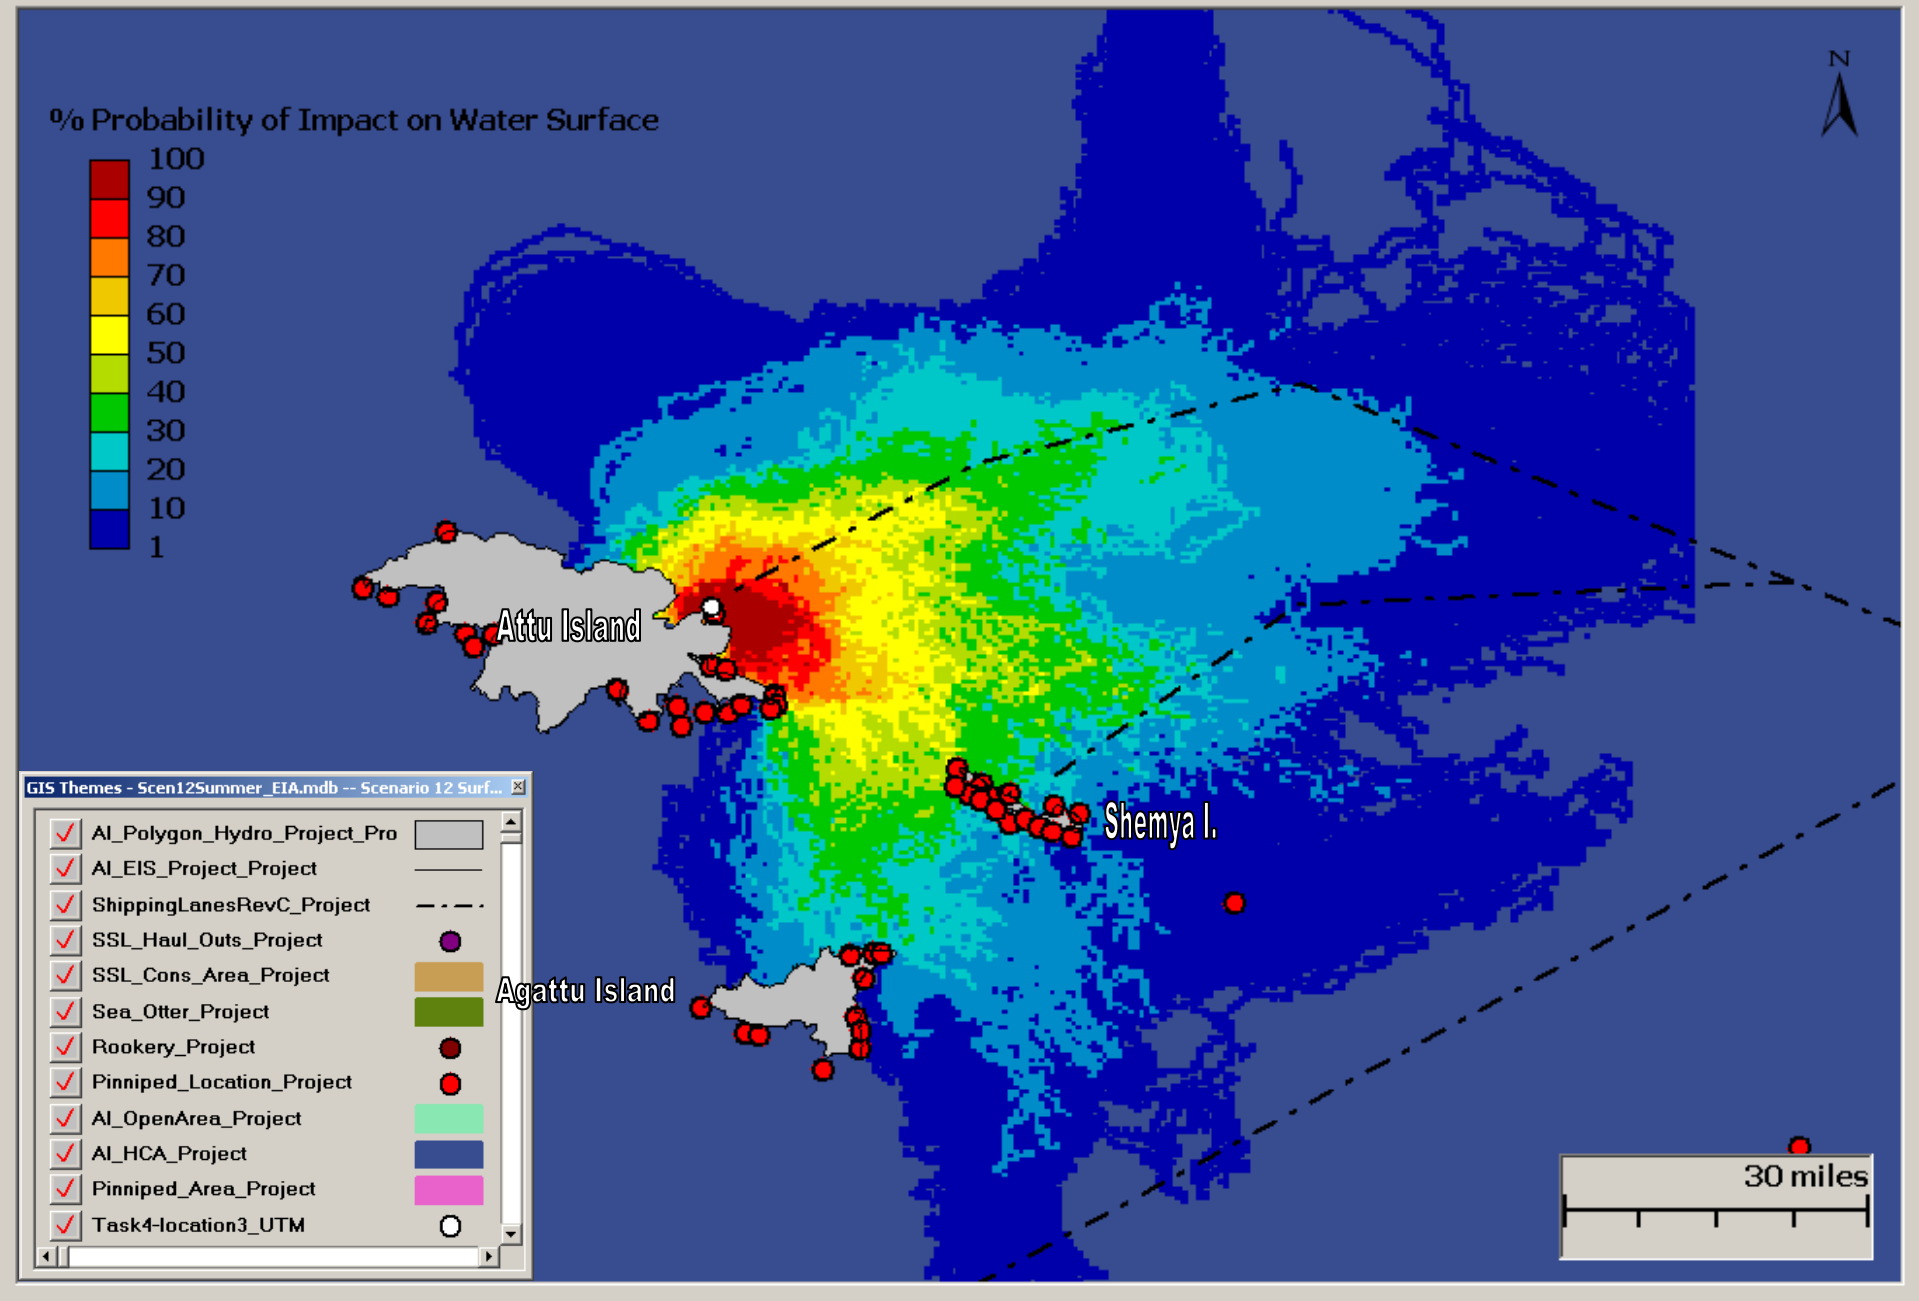 N
% Probability of Impact on Water Surface
100
90
80
70
60
50
40
30
20
10
1
Attu Island
Shemya I.
Agattu Island
GIS Themes - Scen12Summer_EIA.mdb -- Scenario 12 Surf...
AI_Polygon_Hydro_Project_Pro
AI_EIS_Project_Project
ShippingLanesRevC_Project
SSL_Haul_Outs_Project
SSL_Cons_Area_Project
Sea_Otter_Project
Rookery_Project
Pinniped_Location_Project
AI_OpenArea_Project
AI_HCA_Project
Pinniped_Area_Project
Task4-location3_UTM
30 miles